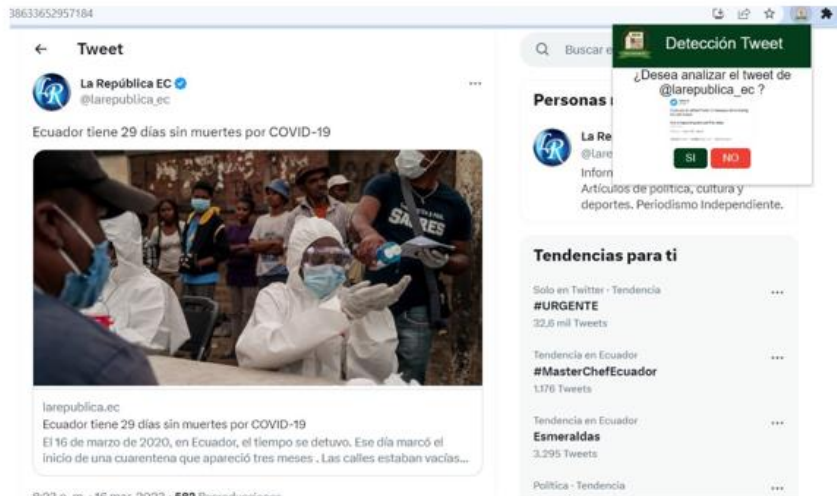 38633652957184
Tweet
La República EC
@larepublica_ec
Ecuador tiene 29 días sin muertes por COVID-19
SAFRES
larepublica.ec
Ecuador tiene 29 días sin muertes por COVID-19
El 16 de marzo de 2020, en Ecuador, el tiempo se detuvo. Ese día marcó el
inicio de una cuarentena que apareció tres meses . Las calles estaban vacías...
Buscar e
Detección Tweet
¿Desea analizar el tweet de
@larepublica_ec ?
SI
NO
Personas
La Re
@lare
Inform
Artículos de política, cultura y
deportes. Periodismo Independiente.
Tendencias para ti
Solo en Twitter · Tendencia
#URGENTE
32,6 mil Tweets
Tendencia en Ecuador
#MasterChefEcuador
1.176 Tweets
Tendencia en Ecuador
Esmeraldas
3.295 Tweets
Política · Tendencia